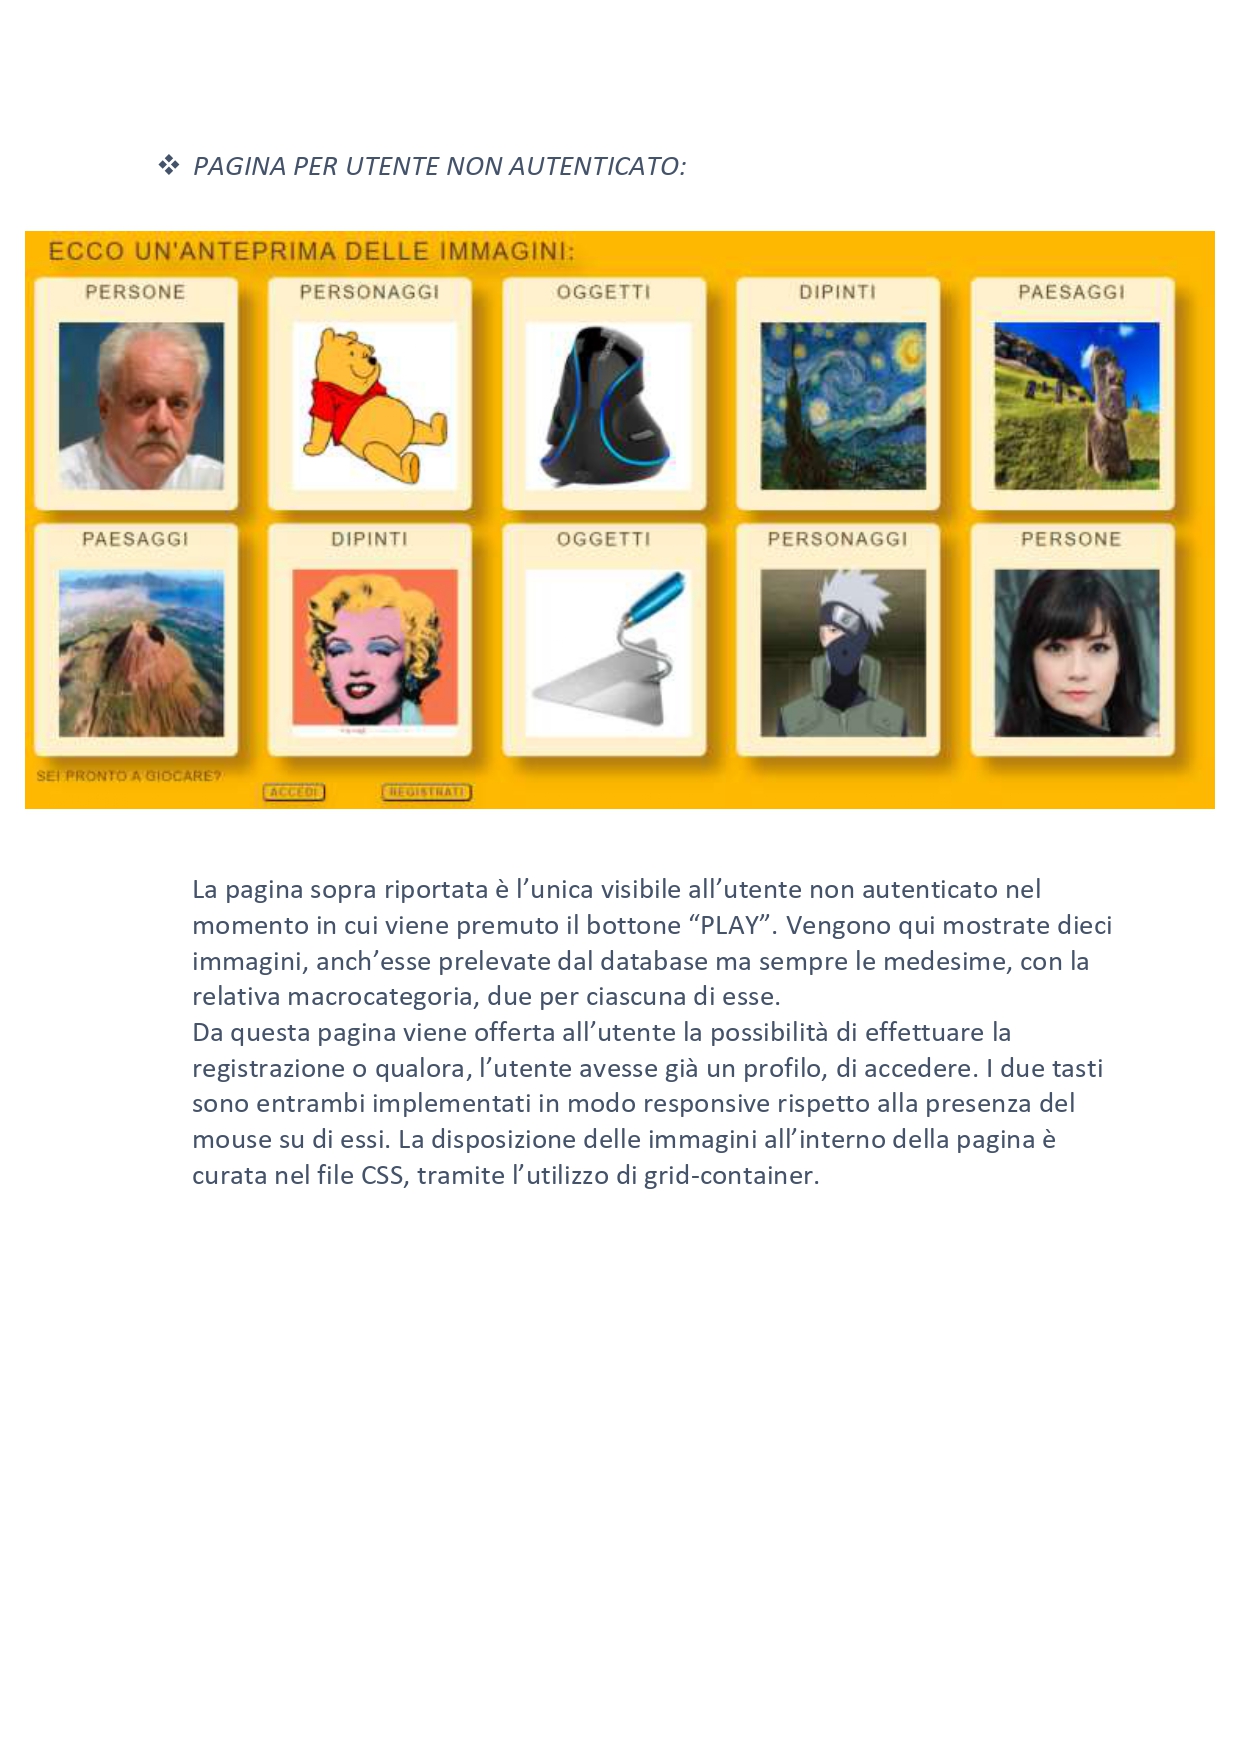 ❖ PAGINA PER UTENTE NON AUTENTICATO:
ECCO UN'ANTEPRIMA DELLE IMMAGINI:
PERSONE PERSONAGGI OGGETTI DIPINTI PAESAGGI
PAESAGGI DIPINTI OGGETTI PERSONAGGI PERSONE
SEI PRONTO A GIOCARE?
ACCEDI REGISTRATI
La pagina sopra riportata è l’unica visibile all’utente non autenticato nel
momento in cui viene premuto il bottone “PLAY”. Vengono qui mostrate dieci
immagini, anch’esse prelevate dal database ma sempre le medesime, con la
relativa macrocategoria, due per ciascuna di esse.
Da questa pagina viene offerta all’utente la possibilità di effettuare la
registrazione o qualora, l’utente avesse già un profilo, di accedere. I due tasti
sono entrambi implementati in modo responsive rispetto alla presenza del
mouse su di essi. La disposizione delle immagini all’interno della pagina è
curata nel file CSS, tramite l’utilizzo di grid-container.